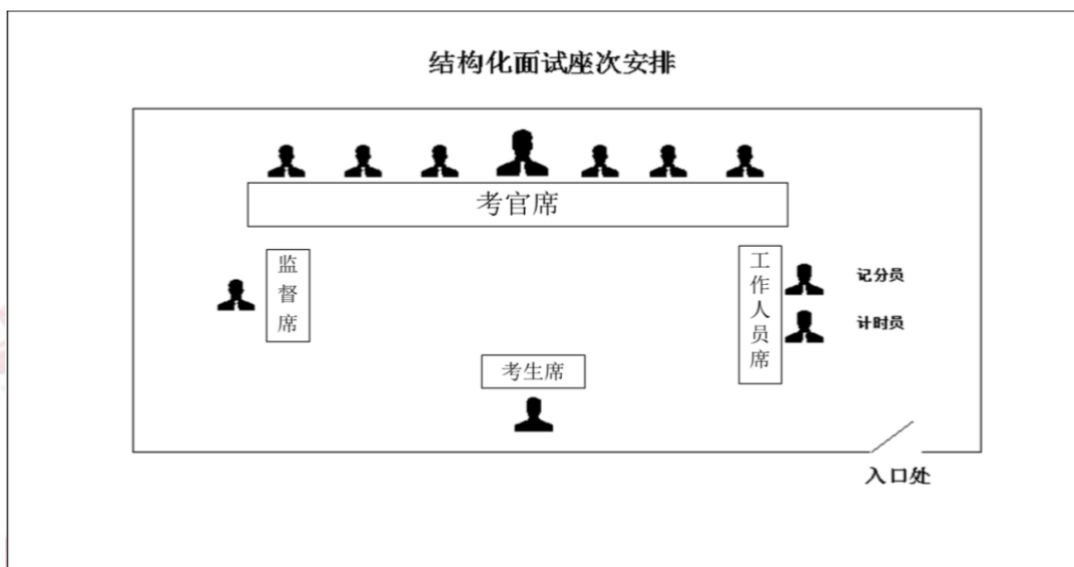 结构化面试座次安排
考官席
监督席
工作人员席
记分员
计时员
考生席
入口处